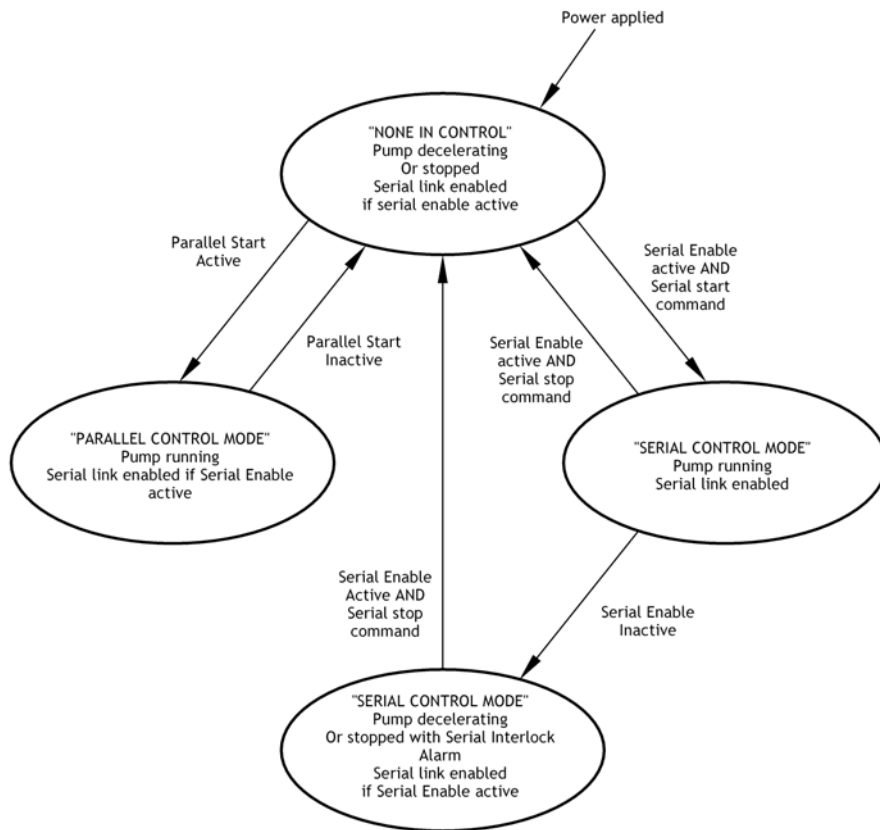 Power applied
"NONE IN CONTROL"
Pump decelerating
Or stopped
Serial link enabled
if serial enable active
Parallel Start
Active
Parallel Start
Inactive
Serial Enable
active AND
Serial stop
command
Serial Enable
active AND
Serial start
command
"PARALLEL CONTROL MODE"
Pump running
Serial link enabled if Serial Enable
active
"SERIAL CONTROL MODE"
Pump running
Serial link enabled
Serial Enable
Active AND
Serial stop
command
Serial Enable
Inactive
"SERIAL CONTROL MODE"
Pump decelerating
Or stopped with Serial Interlock
Alarm
Serial link enabled
if Serial Enable active